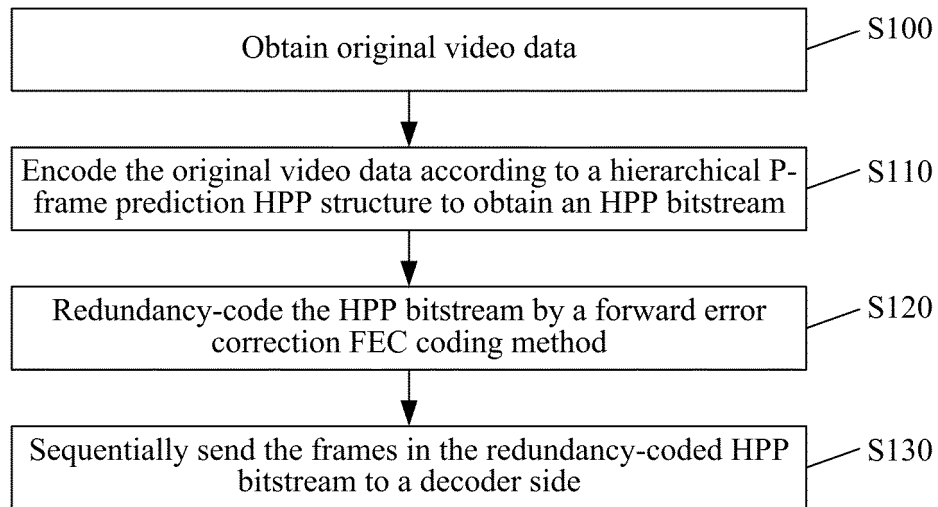 Obtain original video data
S100
Encode the original video data according to a hierarchical P-
frame prediction HPP structure to obtain an HPP bitstream
S110
Redundancy-code the HPP bitstream by a forward error
correction FEC coding method
S120
Sequentially send the frames in the redundancy-coded HPP
bitstream to a decoder side
S130